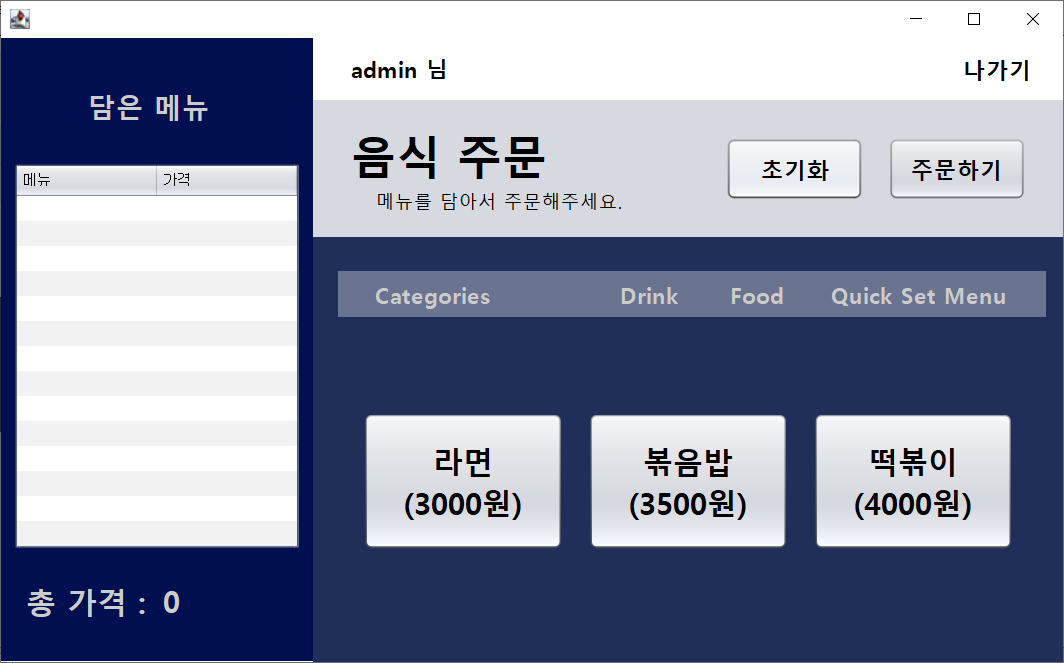 담은 메뉴
메뉴 가격
총 가격 : 0
admin 님
나가기
음식 주문
메뉴를 담아서 주문해주세요.
초기화
주문하기
Categories Drink Food Quick Set Menu
라면
(3000원)
볶음밥
(3500원)
떡볶이
(4000원)